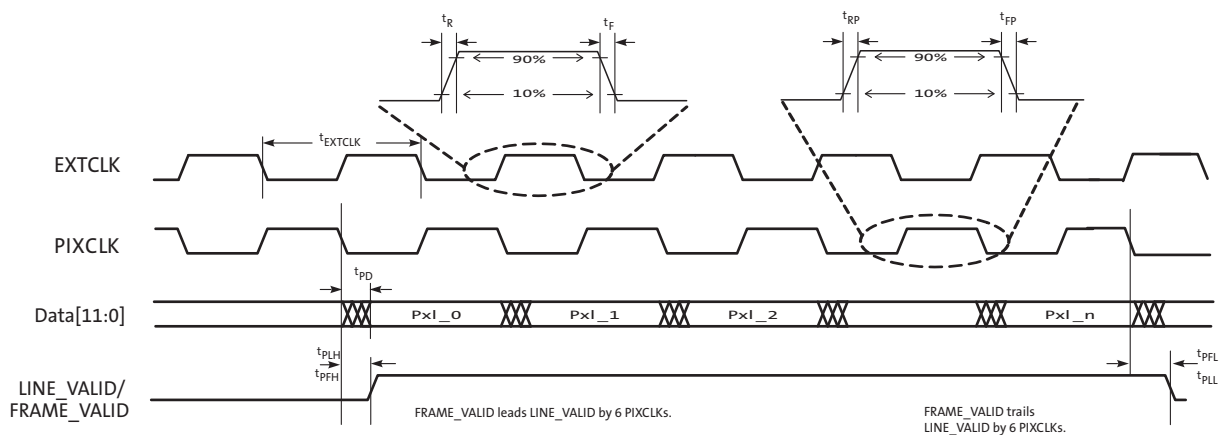 tR
tF
tRP
tFP
90%
90%
10%
10%
tEXTCLK
EXTCLK
PIXCLK
tPD
Data[11:0]
Pxl_0
Pxl_1
Pxl_2
Pxl_n
tPLH
tPFH
tPFL
tPLL
LINE_VALID/
FRAME_VALID
FRAME_VALID leads LINE_VALID by 6 PIXCLKs.
FRAME_VALID trails
LINE_VALID by 6 PIXCLKs.